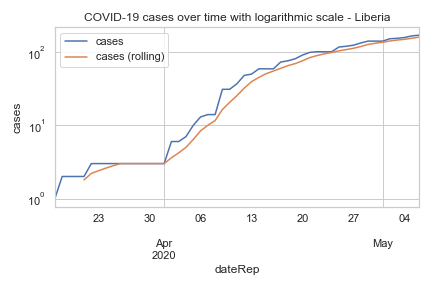 COVID-19 cases over time with logarithmic scale - Liberia
cases
cases (rolling)
cases
10²
10¹
10⁰
23 30 06 13 20 27 04
Apr May
2020
dateRep